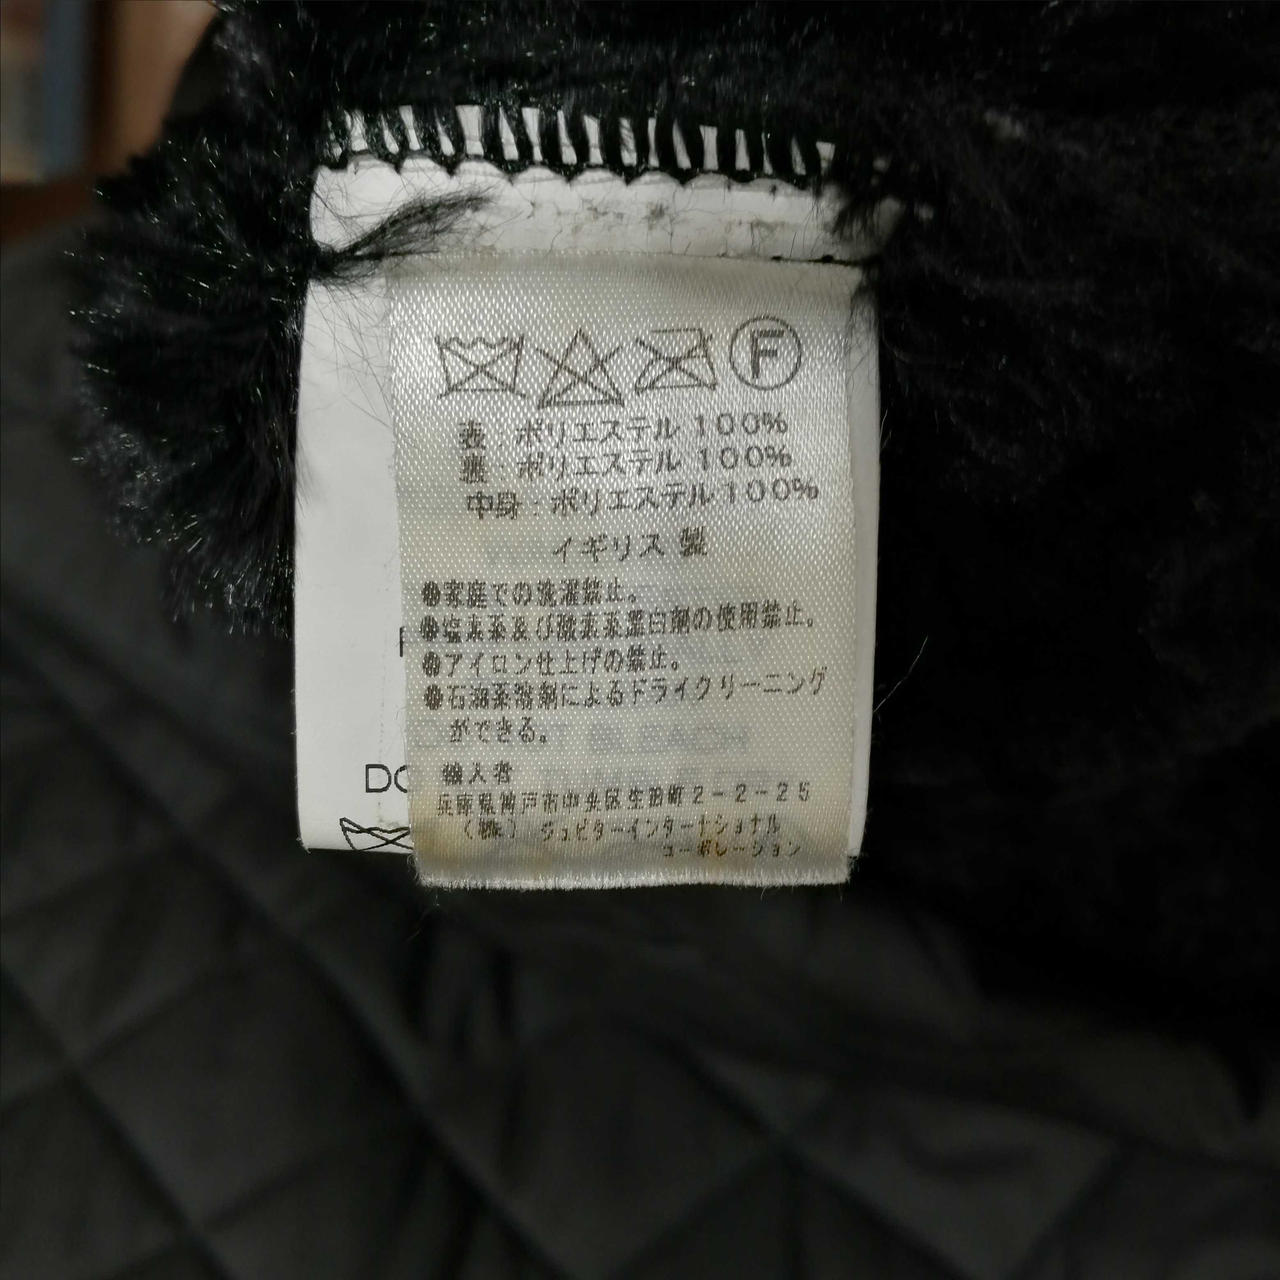 F
表：ポリエステル 100%
裏：ポリエステル 100%
中身：ポリエステル 100%
イギリス 製
●家庭での洗濯禁止。
●塩素系及び酸素系漂白剤の使用禁止。
●アイロン仕上げの禁止。
●石油系溶剤によるドライクリーニング
ができる。
輸入者
DO
兵庫県神戸市中央区生田町2-2-25
（株） ジュピターインターナショナル
コーポレーション